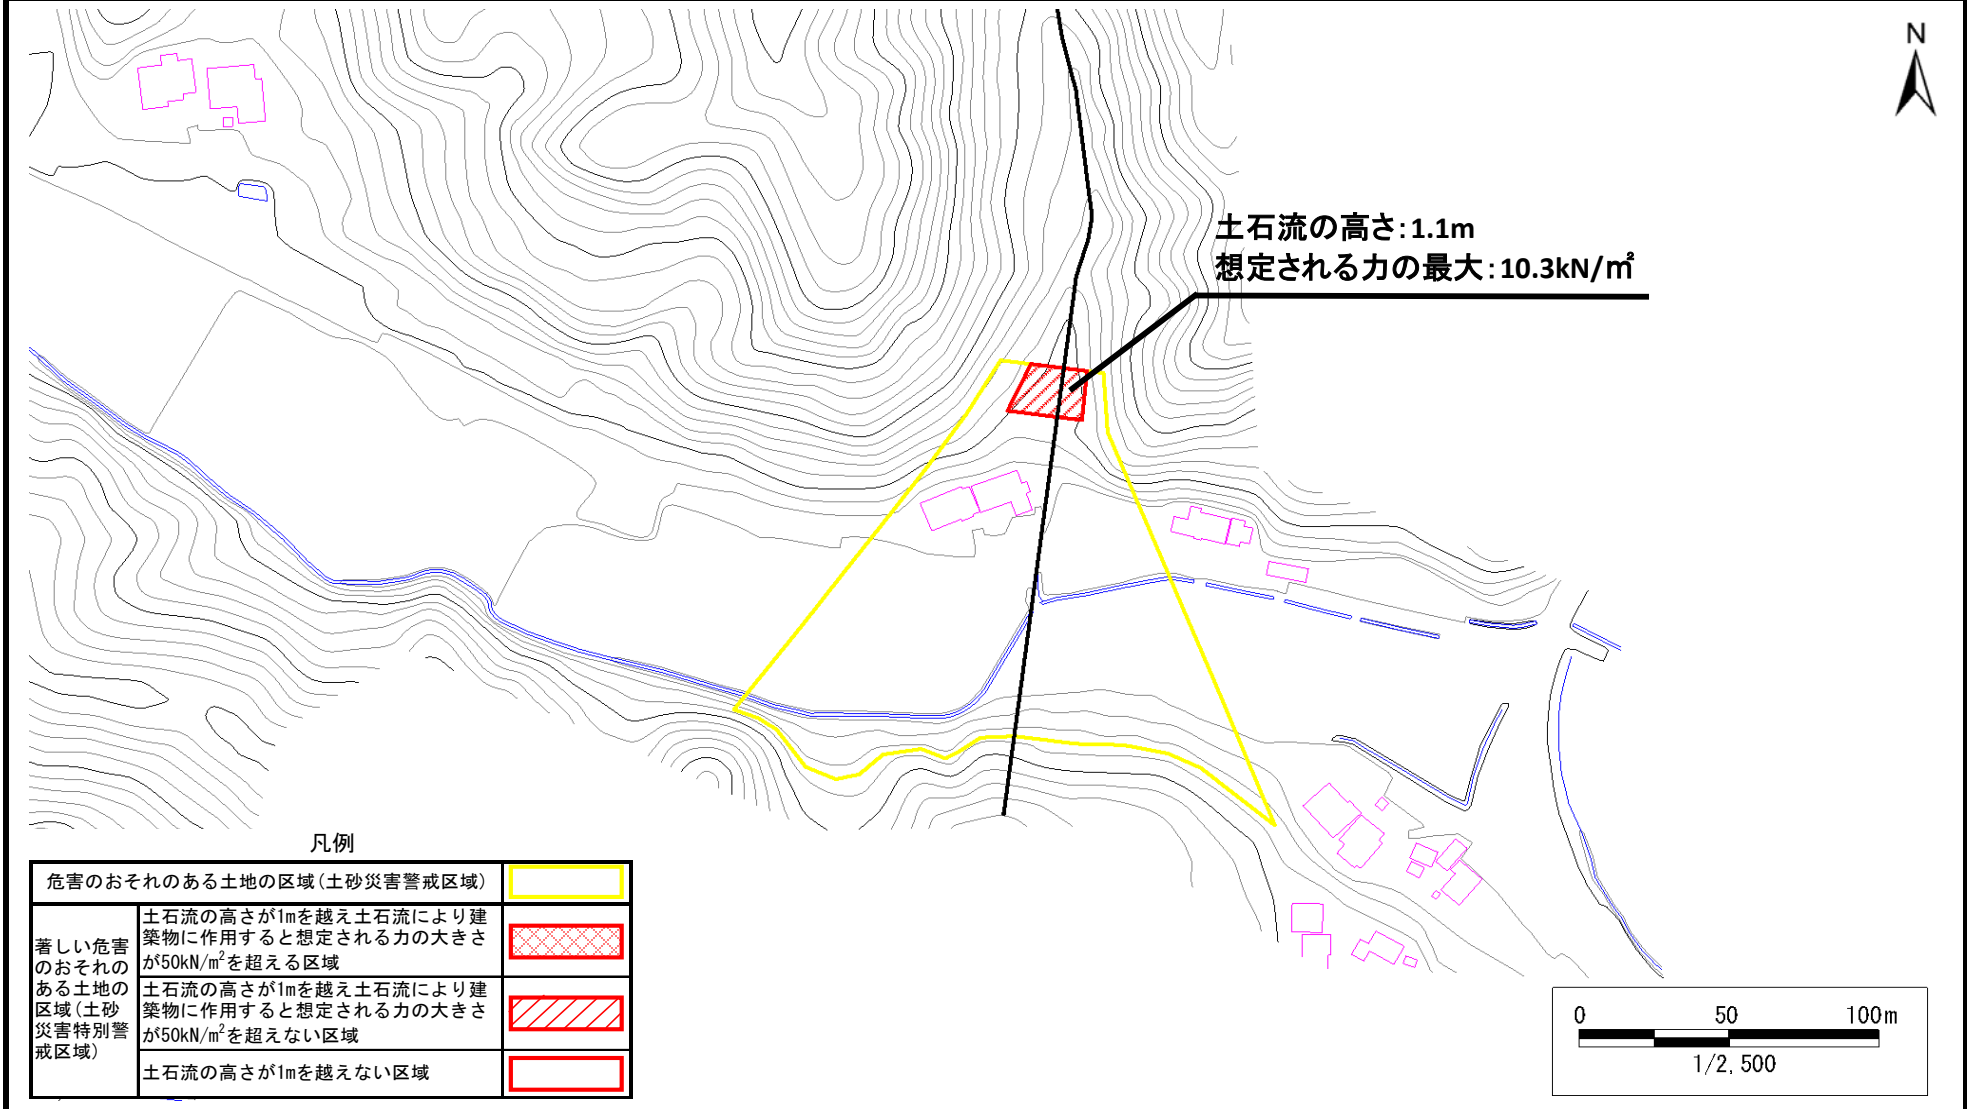 N
土石流の高さ:1.1m
想定される力の最大:10.3kN/㎡
凡例
危害のおそれのある土地の区域(土砂災害警戒区域)
著しい危害
のおそれの
ある土地の
区域(土砂
災害特別警
戒区域)
土石流の高さが1mを越え土石流により建
築物に作用すると想定される力の大きさ
が50kN/m²を超える区域
土石流の高さが1mを越え土石流により建
築物に作用すると想定される力の大きさ
が50kN/m²を超えない区域
土石流の高さが1mを越えない区域
0 50 100m
1/2,500